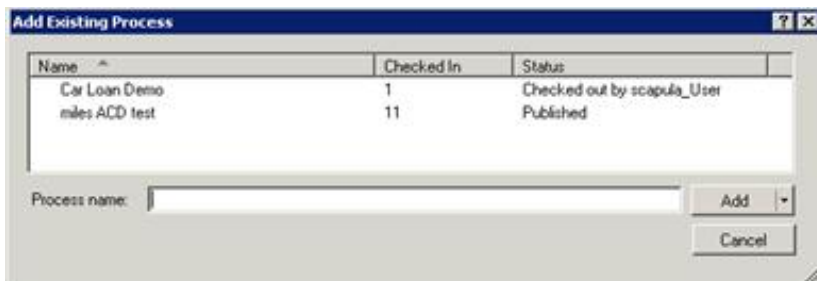 Add Existing Process
Name Checked In Status
Car Loan Demo 1 Checked out by scapula_User
miles ACD test 11 Published
Process name: Add
Cancel